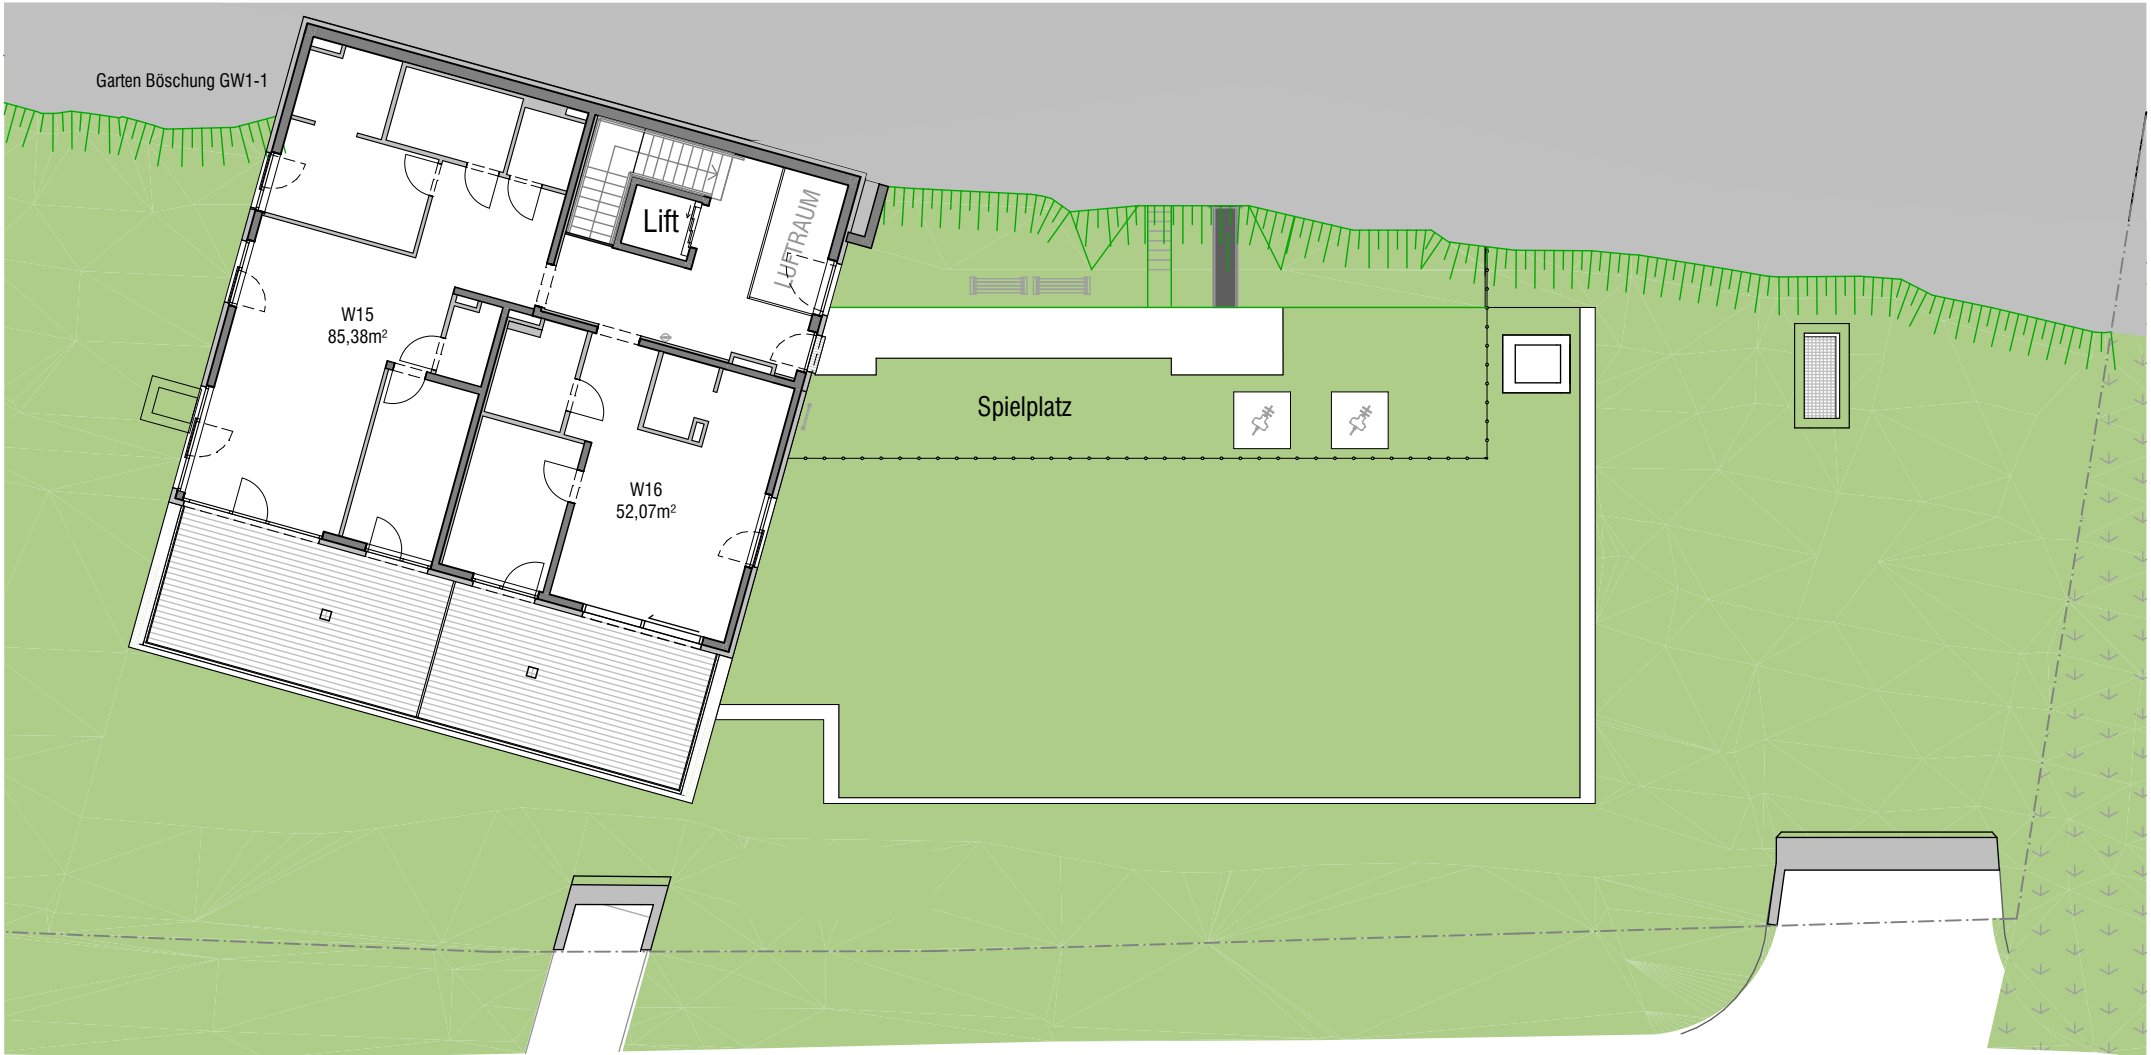 Garten Böschung GW1-1
Lift
LUFTRAUM
W15
85,38m²
Spielplatz
W16
52,07m²